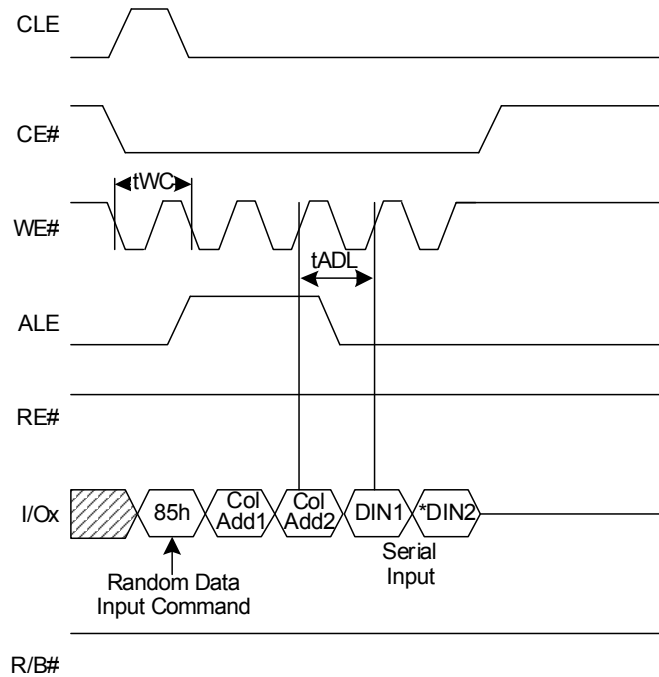 CLE
CE#
tWC
WE#
tADL
ALE
RE#
I/Ox
85h
Col
Add1
Col
Add2
DIN1
*DIN2
Serial
Input
Random Data
Input Command
R/B#